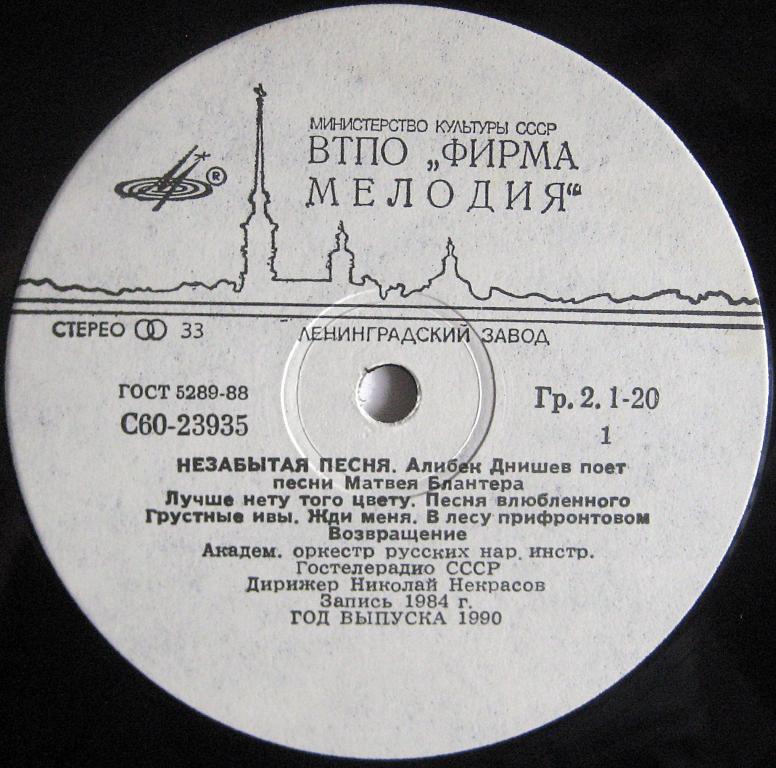 МИНИСТЕРСТВО КУЛЬТУРЫ СССР
ВТПО „ФИРМА
МЕЛОДИЯ“
®
СТЕРЕО 33
ЛЕНИНГРАДСКИЙ ЗАВОД
ГОСТ 5289-88
С60-23935
Гр. 2. 1-20
1
НЕЗАБЫТАЯ ПЕСНЯ. Алибек Днишев поет
песни Матвея Блантера
Лучше нету того цвету. Песня влюбленного
Грустные ивы. Жди меня. В лесу прифронтовом
Возвращение
Академ. оркестр русских нар. инстр.
Гостелерадио СССР
Дирижер Николай Некрасов
Запись 1984 г.
ГОД ВЫПУСКА 1990